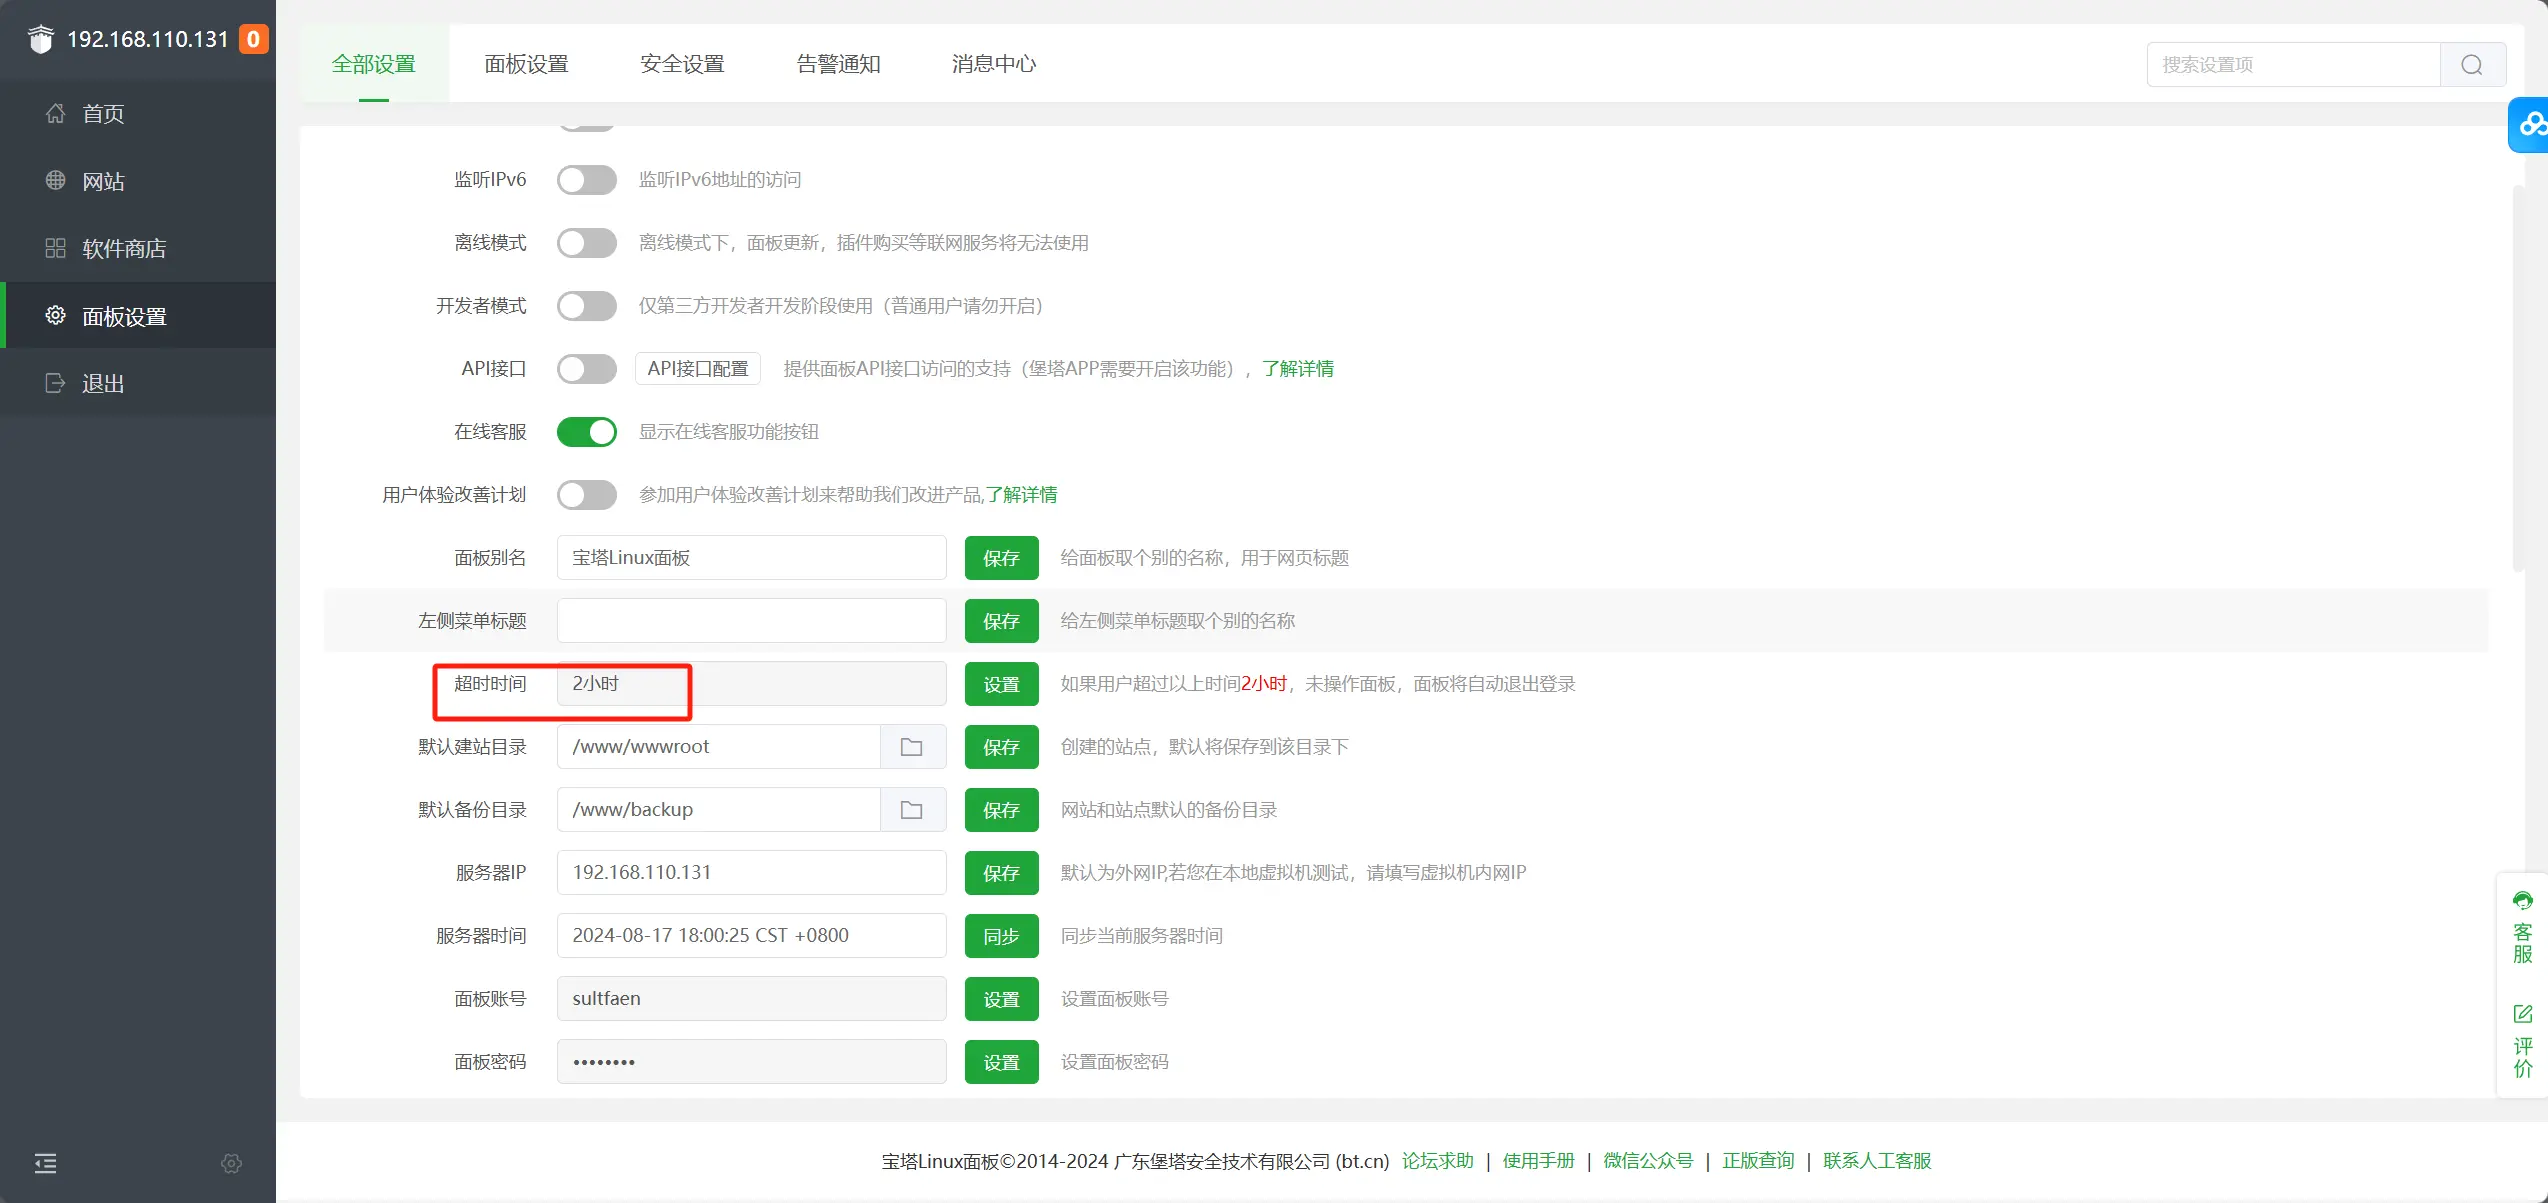 192.168.110.131 0
首页
网站
软件商店
面板设置
退出
全部设置 面板设置 安全设置 告警通知 消息中心 搜索设置项
监听IPv6 监听IPv6地址的访问
离线模式 离线模式下，面板更新，插件购买等联网服务将无法使用
开发者模式 仅第三方开发者开发阶段使用（普通用户请勿开启）
API接口 API接口配置 提供面板API接口访问的支持（堡塔APP需要开启该功能），了解详情
在线客服 显示在线客服功能按钮
用户体验改善计划 参加用户体验改善计划来帮助我们改进产品,了解详情
面板别名 宝塔Linux面板 保存 给面板取个别的名称，用于网页标题
左侧菜单标题 保存 给左侧菜单标题取个别的名称
超时时间 2小时 设置 如果用户超过以上时间2小时，未操作面板，面板将自动退出登录
默认建站目录 /www/wwwroot 保存 创建的站点，默认将保存到该目录下
默认备份目录 /www/backup 保存 网站和站点默认的备份目录
服务器IP 192.168.110.131 保存 默认为外网IP,若您在本地虚拟机测试，请填写虚拟机内网IP
服务器时间 2024-08-17 18:00:25 CST +0800 同步 同步当前服务器时间
面板账号 sultfaen 设置 设置面板账号
面板密码 •••••••• 设置 设置面板密码
客服
评价
宝塔Linux面板©2014-2024 广东堡塔安全技术有限公司 (bt.cn) 论坛求助 | 使用手册 | 微信公众号 | 正版查询 | 联系人工客服